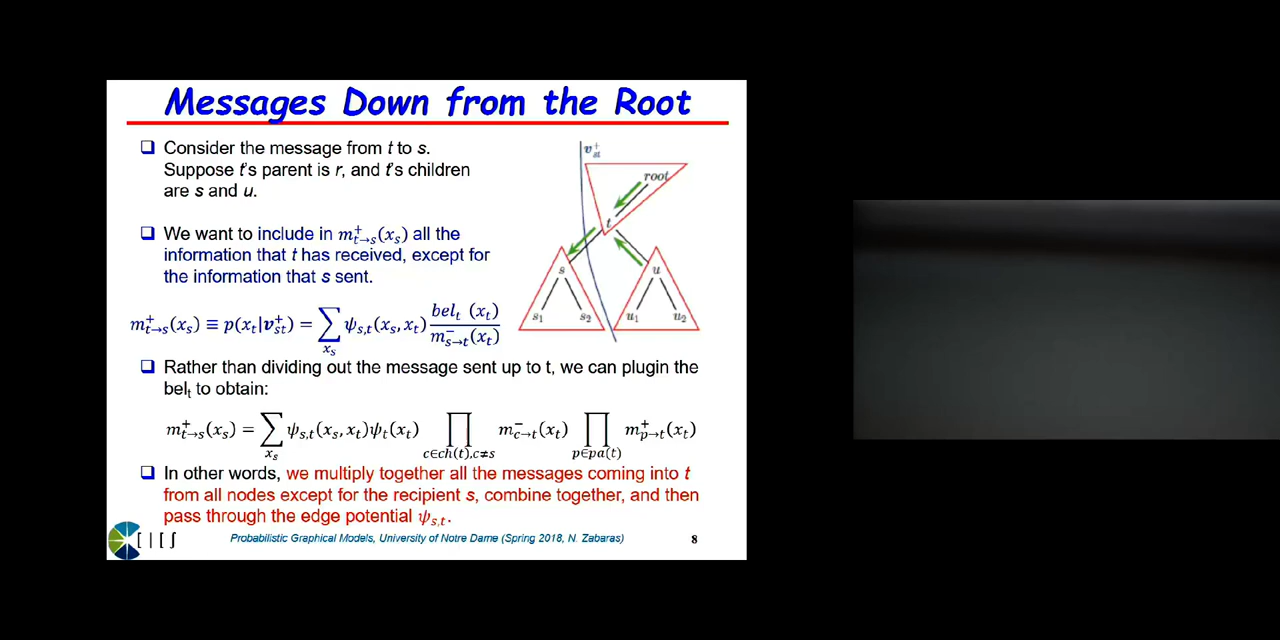 Messages Down from the Root
❑ Consider the message from t to s.
Suppose t's parent is r, and t's children
are s and u.
❑ We want to include in m⁺ₜ→ₛ(xₛ) all the
information that t has received, except for
the information that s sent.
m⁺ₜ→ₛ(xₛ) ≡ p(xₜ|v⁺ₛₜ) = ∑_{xₛ} ψₛ,ₜ(xₛ, xₜ) belₜ (xₜ) / m⁻ₛ→ₜ(xₜ)
v⁺ₛₜ
root
t
s
u
s₁
s₂
u₁
u₂
❑ Rather than dividing out the message sent up to t, we can plugin the
belₜ to obtain:
m⁺ₜ→ₛ(xₛ) = ∑_{xₛ} ψₛ,ₜ(xₛ, xₜ)ψₜ(xₜ) ∏_{c∈ch(t),c≠s} m⁻_{c→t}(xₜ) ∏_{p∈pa(t)} m⁺_{p→t}(xₜ)
❑ In other words, we multiply together all the messages coming into t
from all nodes except for the recipient s, combine together, and then
pass through the edge potential ψₛ,ₜ.
Probabilistic Graphical Models, University of Notre Dame (Spring 2018, N. Zabaras)
8